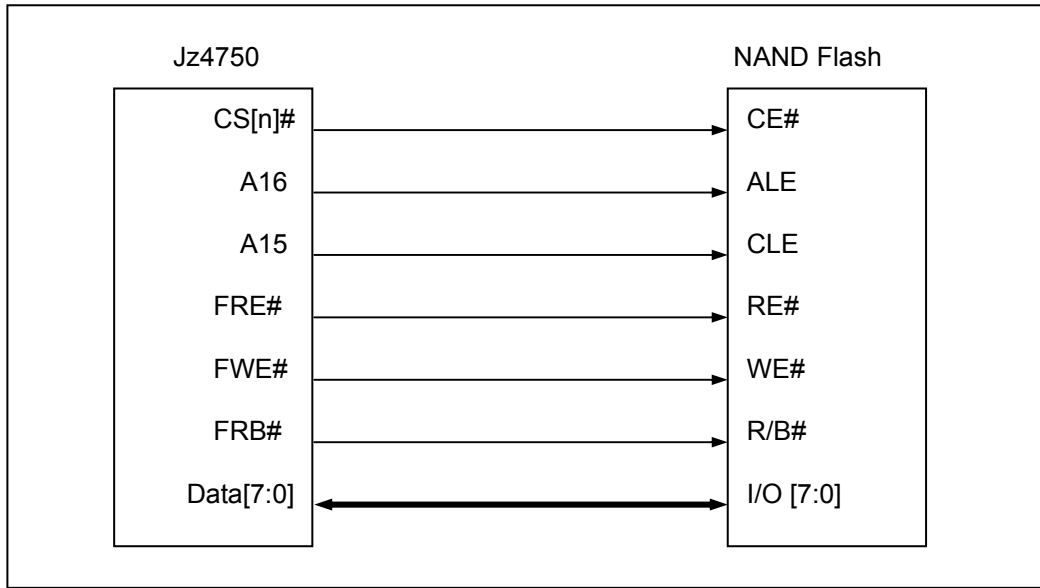 Jz4750 NAND Flash
CS[n]# CE#
A16 ALE
A15 CLE
FRE# RE#
FWE# WE#
FRB# R/B#
Data[7:0] I/O [7:0]